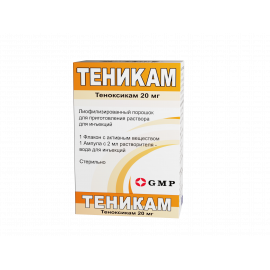 ТЕНИКАМ
Теноксикам 20 мг
Лиофилизированный порошок
для приготовления раствора
для инъекций
1 Флакон с активным веществом
1 Ампула с 2 мл растворителя -
вода для инъекций
Стерильно
GMP
ТЕНИКАМ
Теноксикам 20 мг